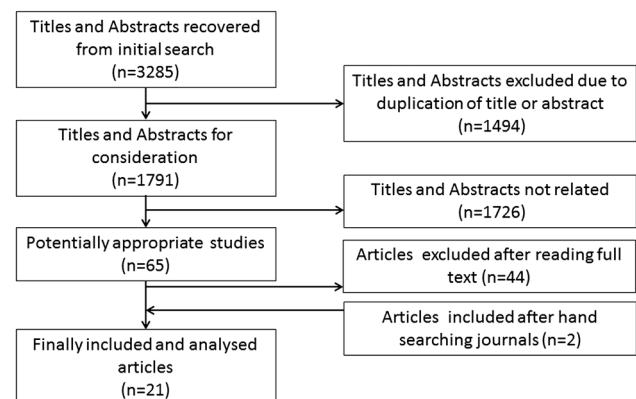 Titles and Abstracts recovered
from initial search
(n=3285)
Titles and Abstracts excluded due to
duplication of title or abstract
(n=1494)
Titles and Abstracts for
consideration
(n=1791)
Titles and Abstracts not related
(n=1726)
Potentially appropriate studies
(n=65)
Articles excluded after reading full
text (n=44)
Articles included after hand
searching journals (n=2)
Finally included and analysed
articles
(n=21)